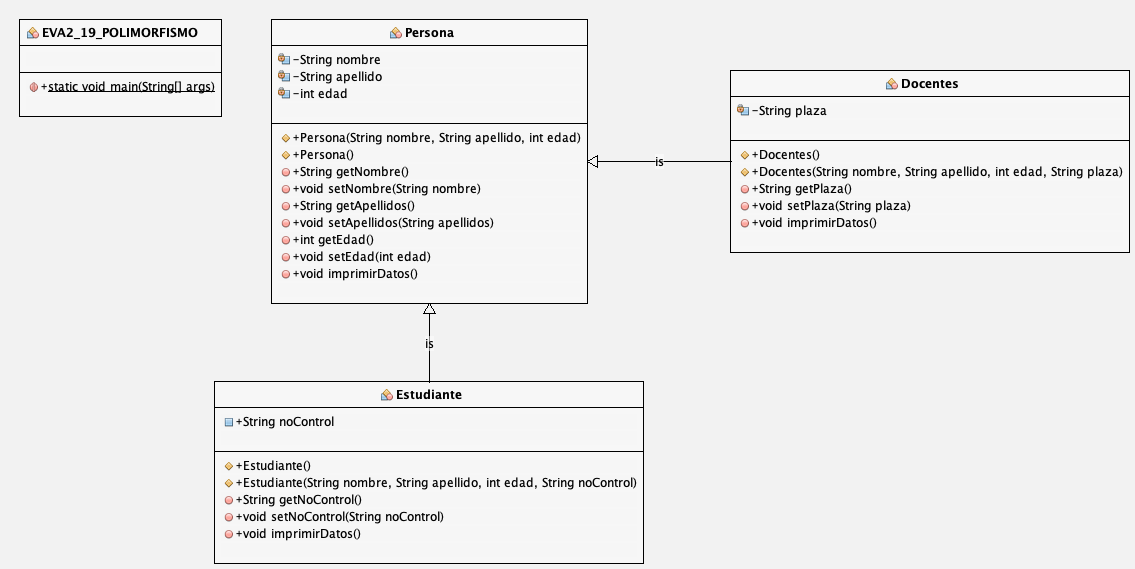 EVA2_19_POLIMORFISMO
+static void main(String[] args)
Persona
-String nombre
-String apellido
-int edad
+Persona(String nombre, String apellido, int edad)
+Persona()
+String getNombre()
+void setNombre(String nombre)
+String getApellidos()
+void setApellidos(String apellidos)
+int getEdad()
+void setEdad(int edad)
+void imprimirDatos()
is
Docentes
-String plaza
+Docentes()
+Docentes(String nombre, String apellido, int edad, String plaza)
+String getPlaza()
+void setPlaza(String plaza)
+void imprimirDatos()
is
Estudiante
+String noControl
+Estudiante()
+Estudiante(String nombre, String apellido, int edad, String noControl)
+String getNoControl()
+void setNoControl(String noControl)
+void imprimirDatos()